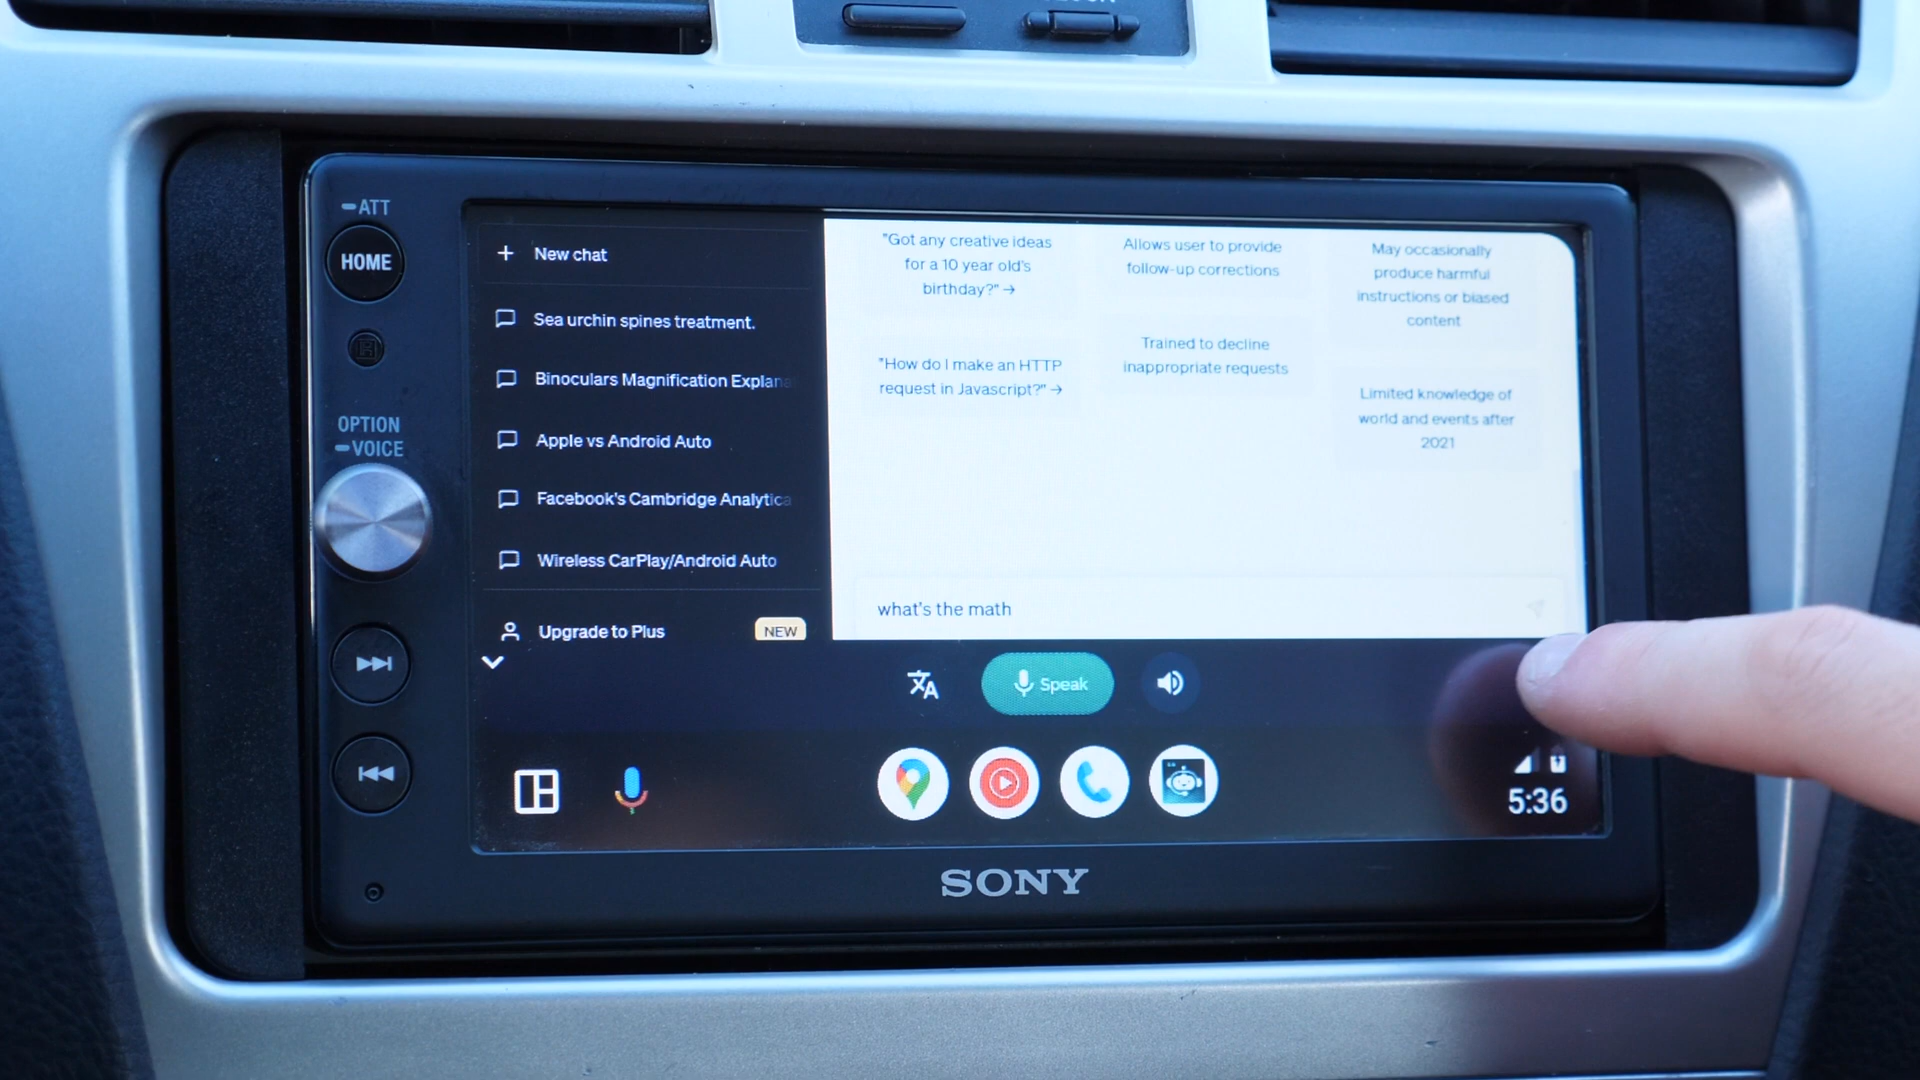 ATT
HOME
OPTION
VOICE
New chat
Sea urchin spines treatment.
Binoculars Magnification Explana
Apple vs Android Auto
Facebook's Cambridge Analytica
Wireless CarPlay/Android Auto
Upgrade to Plus
NEW
"Got any creative ideas
for a 10 year old's
birthday?" →
"How do I make an HTTP
request in Javascript?" →
Allows user to provide
follow-up corrections
Trained to decline
inappropriate requests
May occasionally
produce harmful
instructions or biased
content
Limited knowledge of
world and events after
2021
what's the math
Speak
5:36
SONY